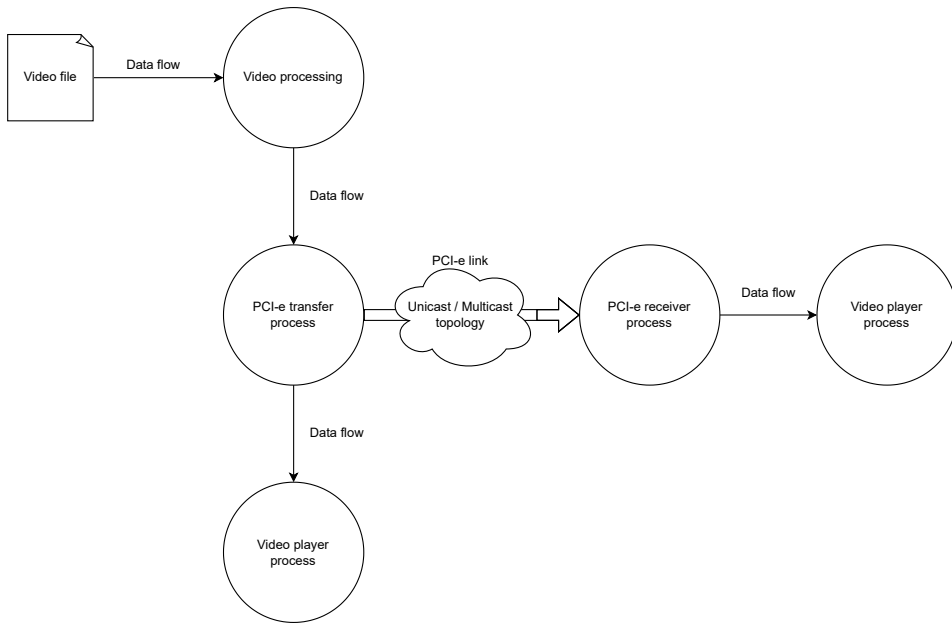 Video file
Data flow
Video processing
Data flow
PCI-e transfer
process
PCI-e link
Unicast / Multicast
topology
PCI-e receiver
process
Data flow
Video player
process
Data flow
Video player
process